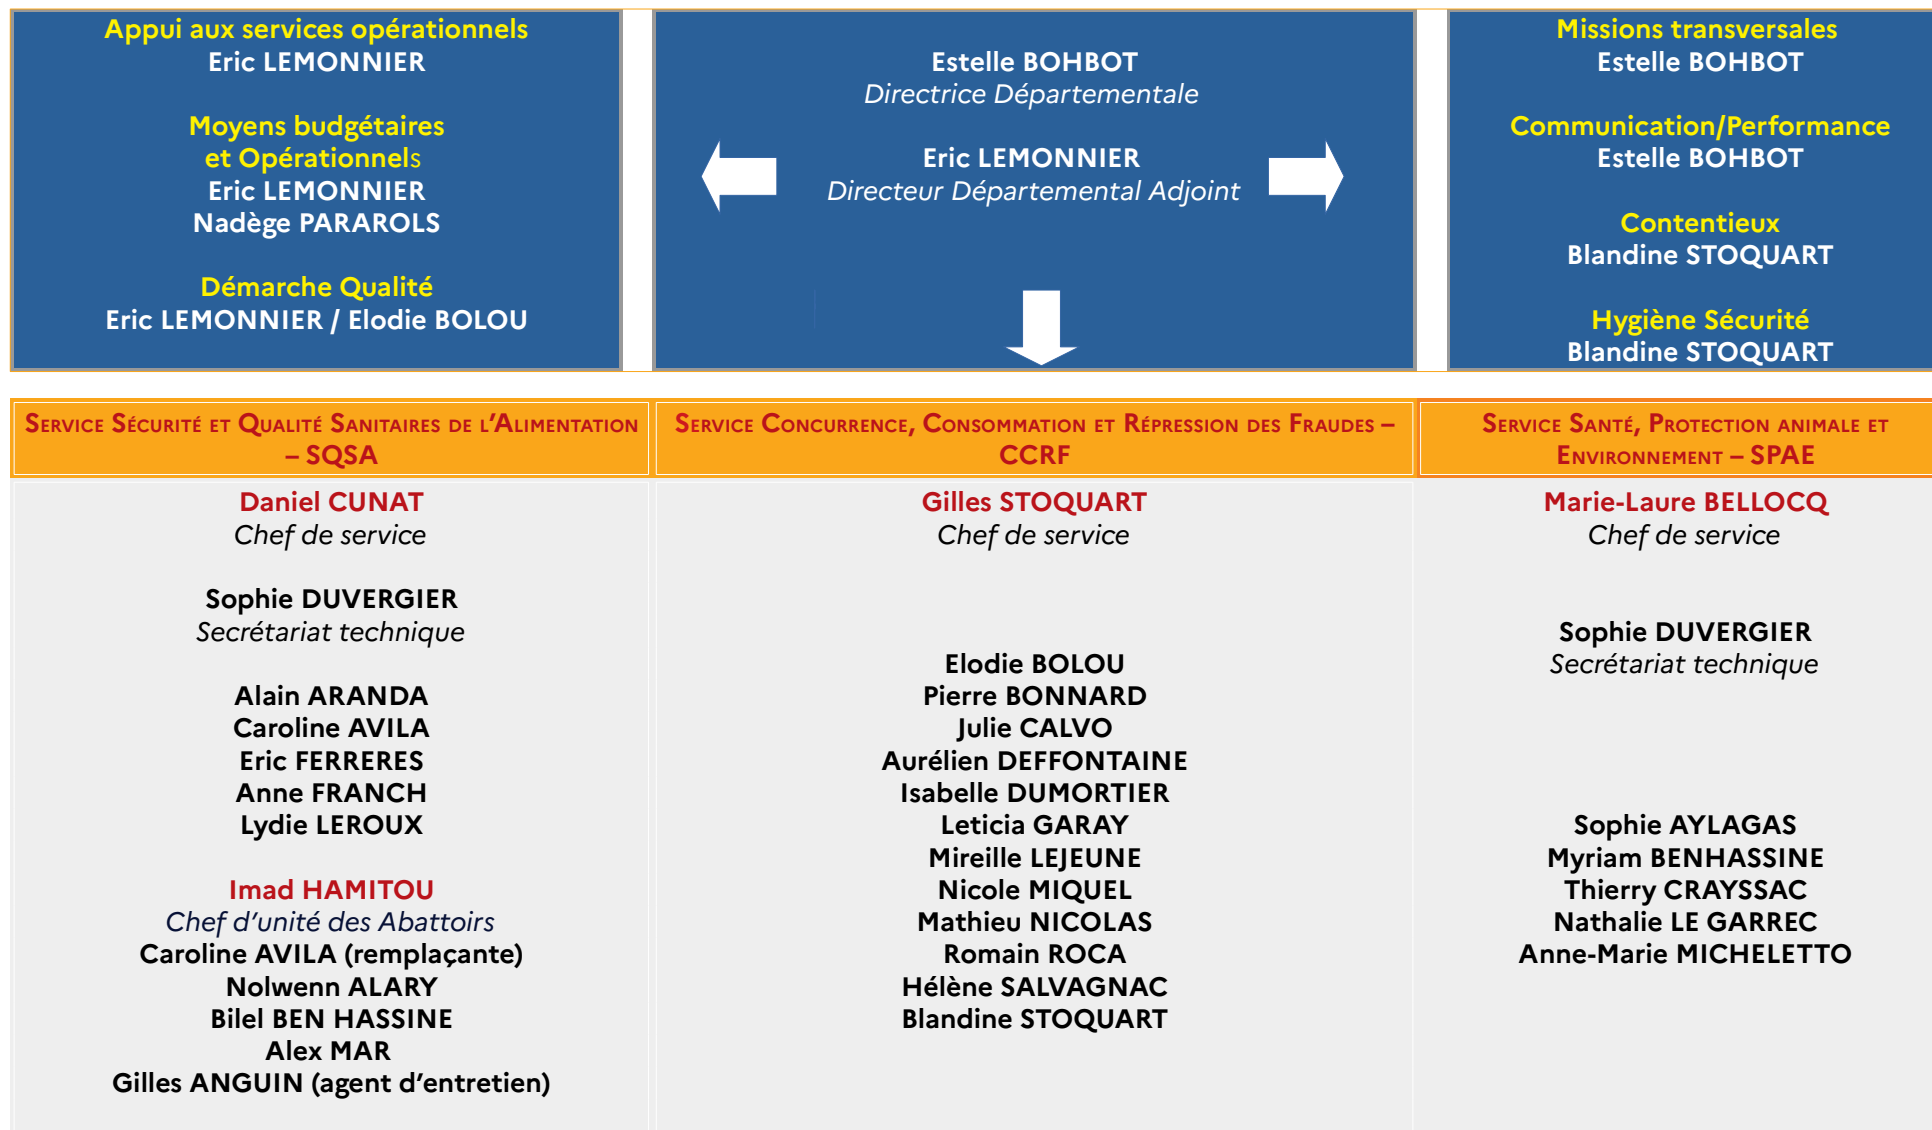 Appui aux services opérationnels
Eric LEMONNIER
Moyens budgétaires
et Opérationnels
Eric LEMONNIER
Nadège PARAROLS
Démarche Qualité
Eric LEMONNIER / Elodie BOLOU
Estelle BOHBOT
Directrice Départementale
Eric LEMONNIER
Directeur Départemental Adjoint
Missions transversales
Estelle BOHBOT
Communication/Performance
Estelle BOHBOT
Contentieux
Blandine STOQUART
Hygiène Sécurité
Blandine STOQUART
Service Sécurité et Qualité Sanitaires de l'Alimentation
– SQSA
Daniel CUNAT
Chef de service
Sophie DUVERGIER
Secrétariat technique
Alain ARANDA
Caroline AVILA
Eric FERRERES
Anne FRANCH
Lydie LEROUX
Imad HAMITOU
Chef d'unité des Abattoirs
Caroline AVILA (remplaçante)
Nolwenn ALARY
Bilel BEN HASSINE
Alex MAR
Gilles ANGUIN (agent d'entretien)
Service Concurrence, Consommation et Répression des Fraudes –
CCRF
Gilles STOQUART
Chef de service
Elodie BOLOU
Pierre BONNARD
Julie CALVO
Aurélien DEFFONTAINE
Isabelle DUMORTIER
Leticia GARAY
Mireille LEJEUNE
Nicole MIQUEL
Mathieu NICOLAS
Romain ROCA
Hélène SALVAGNAC
Blandine STOQUART
Service Santé, Protection animale et
Environnement – SPAE
Marie-Laure BELLOCQ
Chef de service
Sophie DUVERGIER
Secrétariat technique
Sophie AYLAGAS
Myriam BENHASSINE
Thierry CRAYSSAC
Nathalie LE GARREC
Anne-Marie MICHELETTO